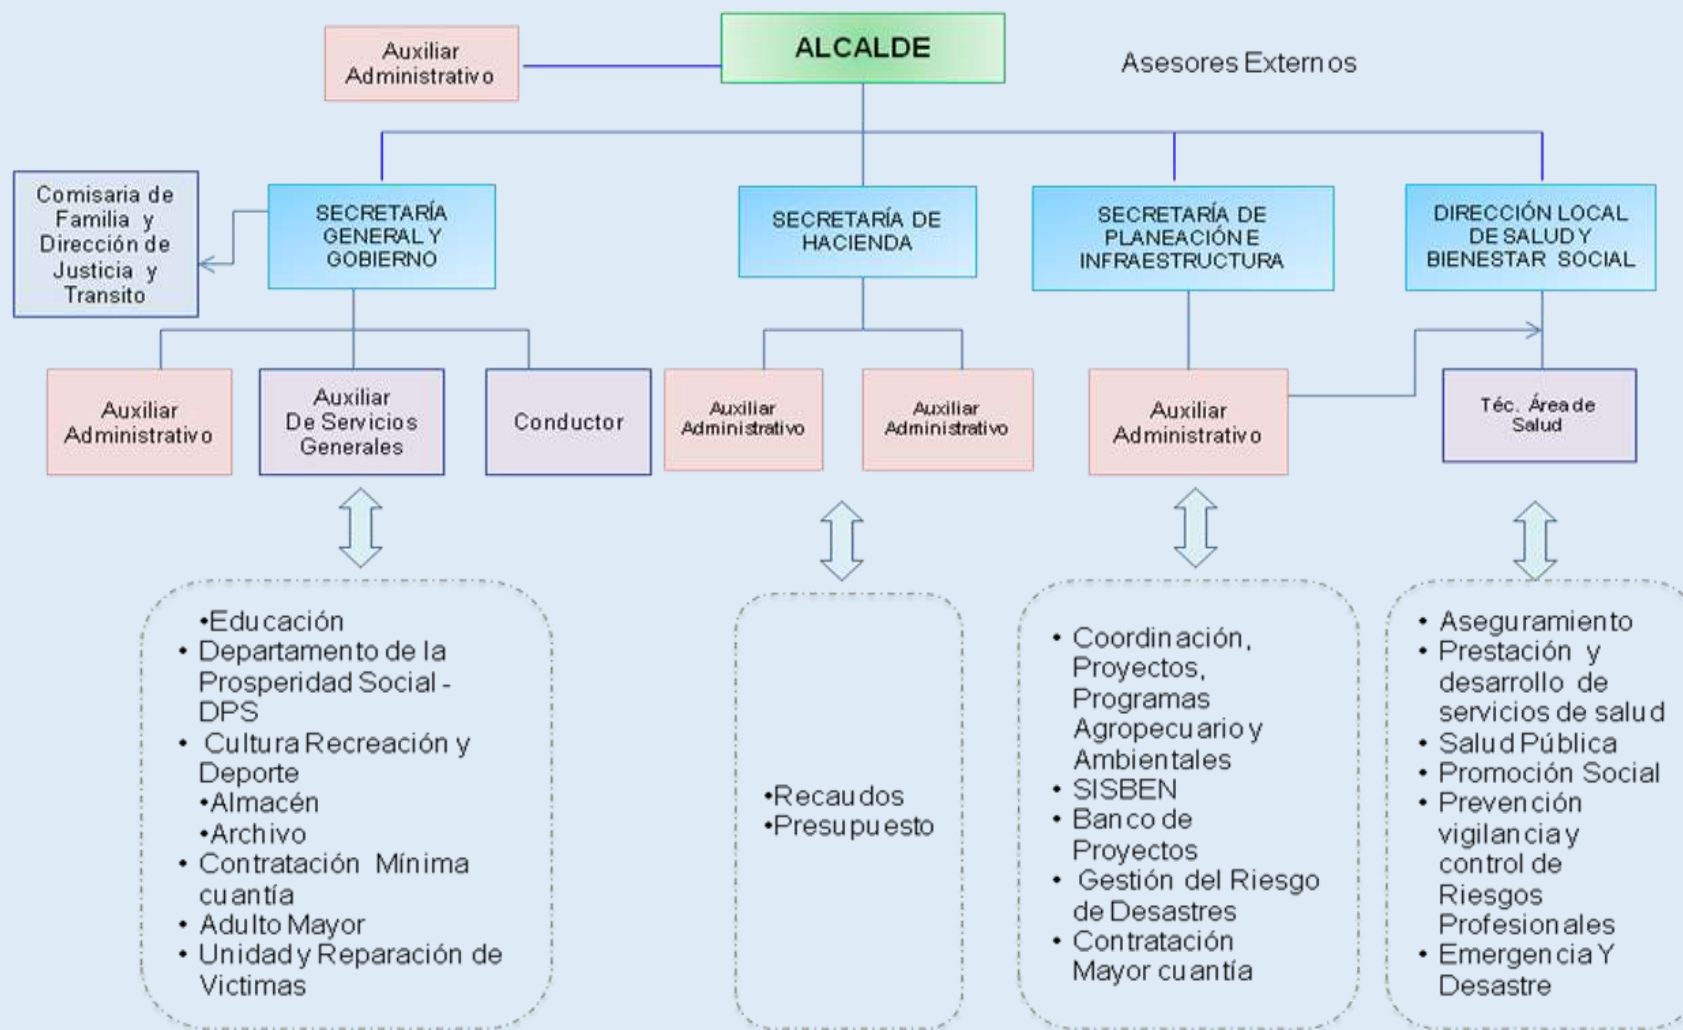 Auxiliar
Administrativo
ALCALDE
Asesores Externos
Comisaria de
Familia y
Dirección de
Justicia y
Transito
SECRETARÍA
GENERAL Y
GOBIERNO
SECRETARÍA DE
HACIENDA
SECRETARÍA DE
PLANEACIÓN E
INFRAESTRUCTURA
DIRECCIÓN LOCAL
DE SALUD Y
BIENESTAR SOCIAL
Auxiliar
Administrativo
Auxiliar
De Servicios
Generales
Conductor
Auxiliar
Administrativo
Auxiliar
Administrativo
Auxiliar
Administrativo
Téc. Área de
Salud
•Educación
• Departamento de la
Prosperidad Social -
DPS
• Cultura Recreación y
Deporte
•Almacén
•Archivo
• Contratación Mínima
cuantía
• Adulto Mayor
• Unidad y Reparación de
Victimas
•Recaudos
•Presupuesto
• Coordinación,
Proyectos,
Programas
Agropecuario y
Ambientales
• SISBEN
• Banco de
Proyectos
• Gestión del Riesgo
de Desastres
• Contratación
Mayor cuantía
• Aseguramiento
• Prestación y
desarrollo de
servicios de salud
• Salud Pública
• Promoción Social
• Prevención
vigilancia y
control de
Riesgos
Profesionales
• Emergencia Y
Desastre